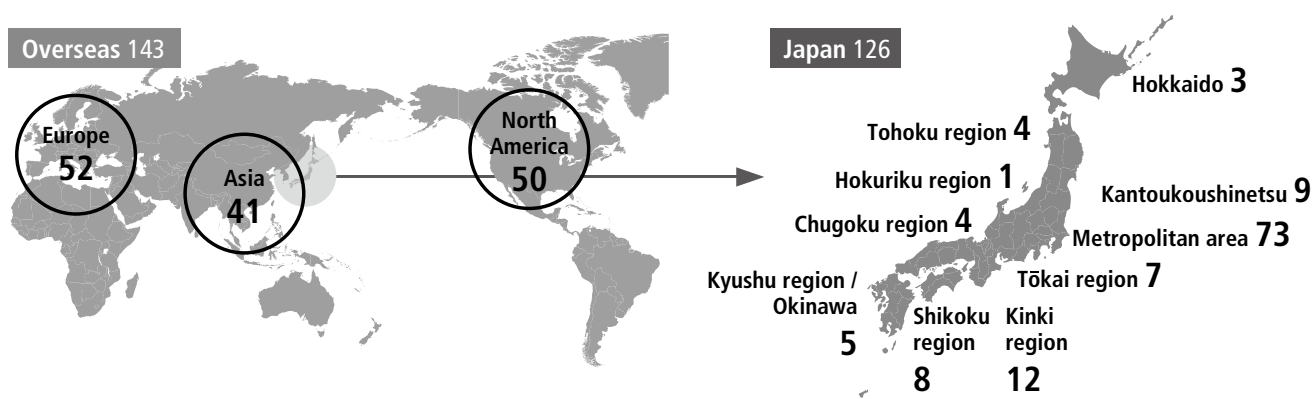 Overseas 143
Europe
52
Asia
41
North
America
50
Japan 126
Hokkaido 3
Tohoku region 4
Hokuriku region 1
Kantoukoushinetsu 9
Chugoku region 4
Metropolitan area 73
Tōkai region 7
Kyushu region /
Okinawa
5
Shikoku
region
8
Kinki
region
12